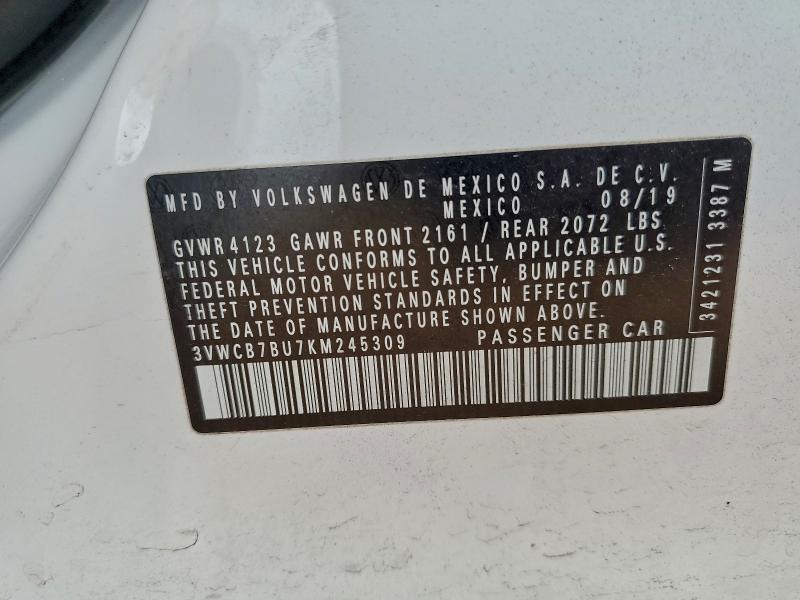 MFD BY VOLKSWAGEN DE MEXICO S.A. DE C.V.
MEXICO 08/19
GVWR 4123 GAWR FRONT 2161 / REAR 2072 LBS
THIS VEHICLE CONFORMS TO ALL APPLICABLE U.S.
FEDERAL MOTOR VEHICLE SAFETY, BUMPER AND
THEFT PREVENTION STANDARDS IN EFFECT ON
THE DATE OF MANUFACTURE SHOWN ABOVE.
3VWCB7BU7KM245309 PASSENGER CAR
3421231 3387 M